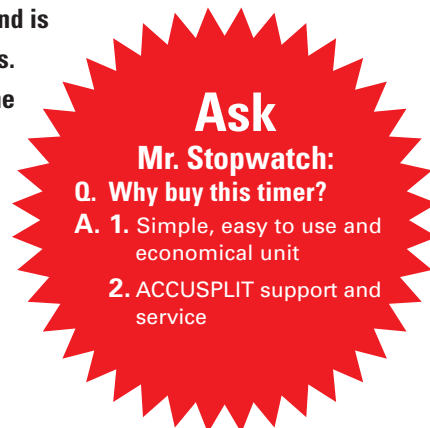 nd is
s.
ne
Ask
Mr. Stopwatch:
Q. Why buy this timer?
A. 1. Simple, easy to use and
economical unit
2. ACCUSPLIT support and
service